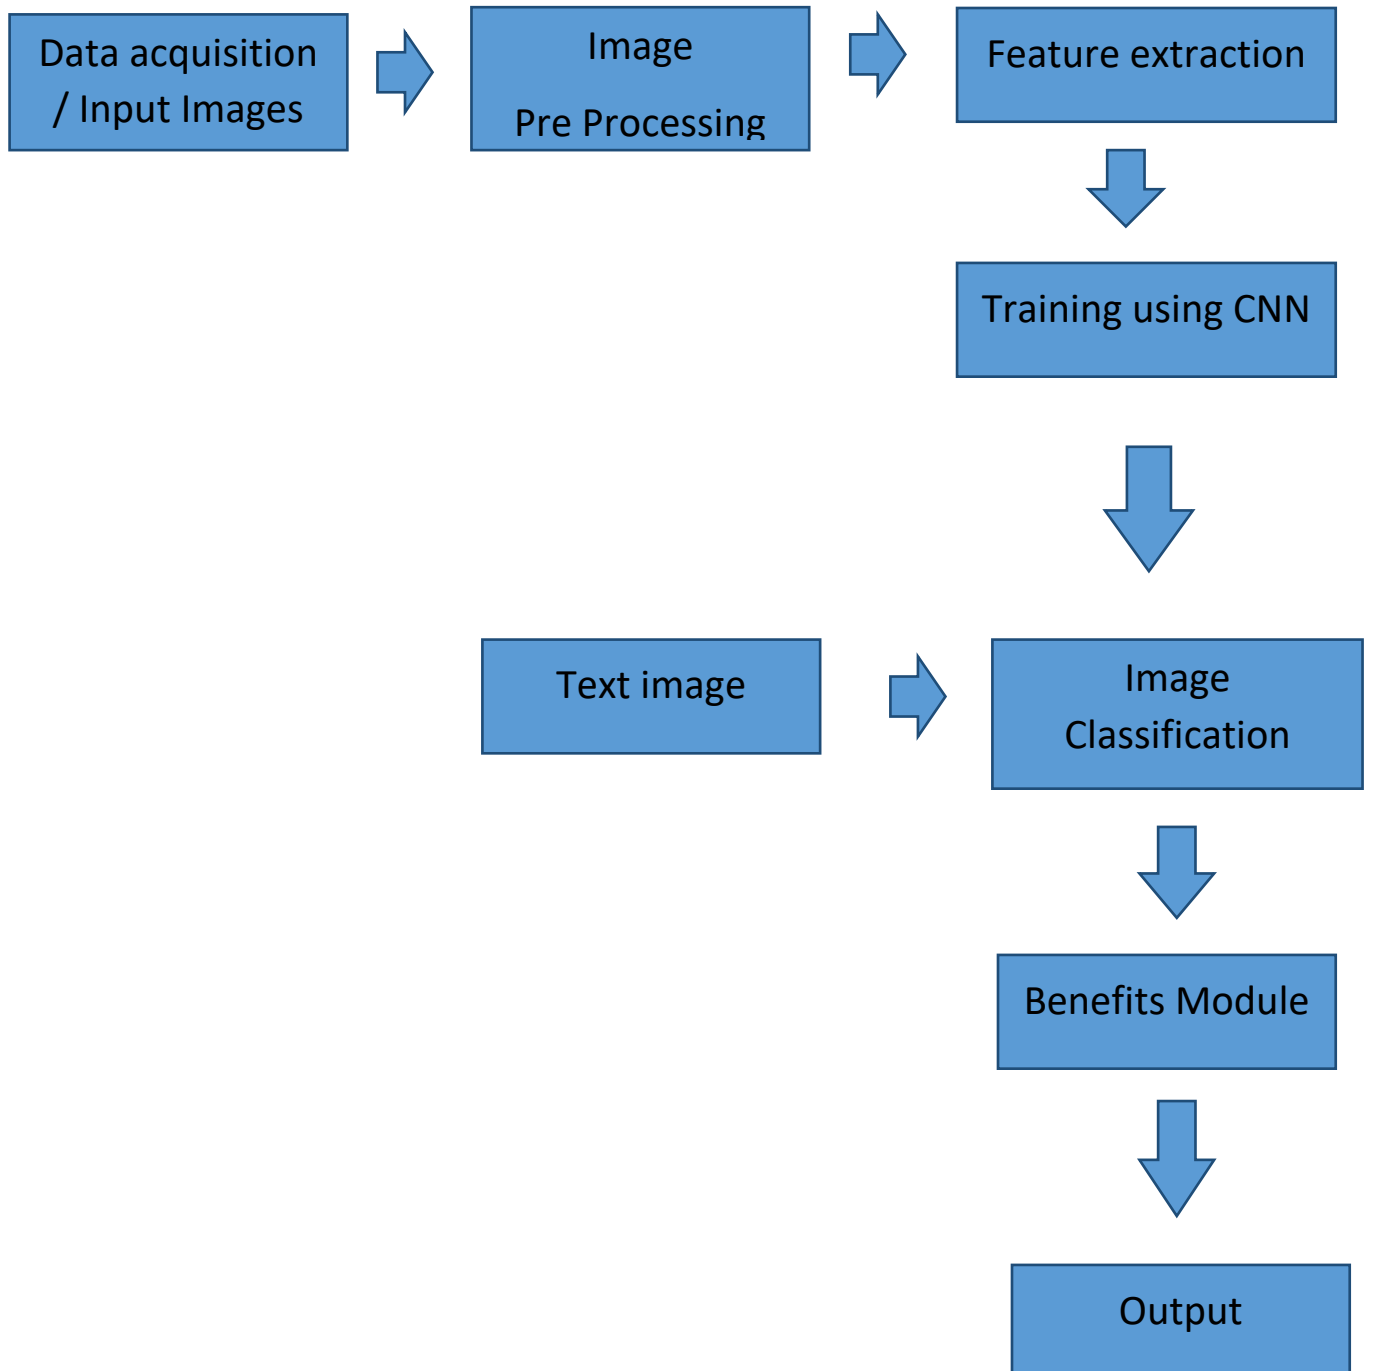 Data acquisition
/ Input Images
Image
Pre Processing
Feature extraction
Training using CNN
Text image
Image
Classification
Benefits Module
Output